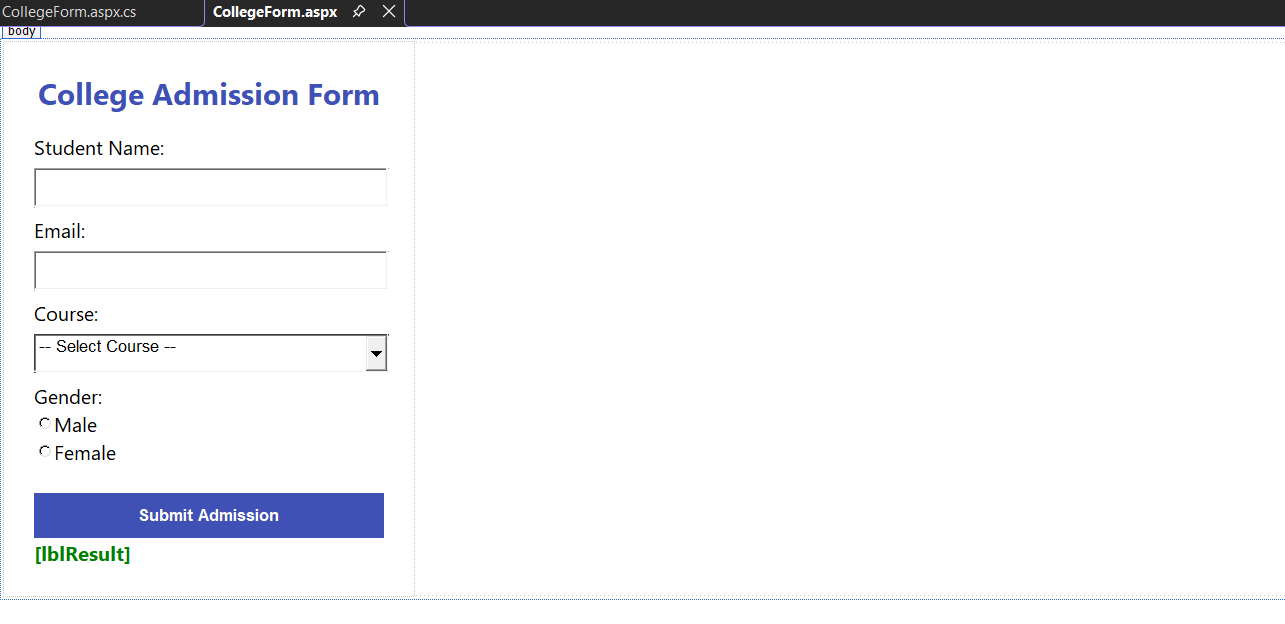 CollegeForm.aspx.cs
CollegeForm.aspx
body
College Admission Form
Student Name:
Email:
Course:
-- Select Course --
Gender:
Male
Female
Submit Admission
[lblResult]